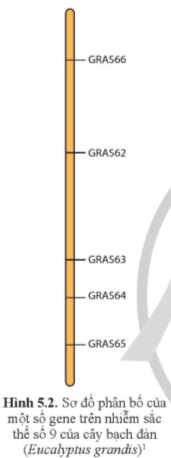 GRAS66
GRAS62
GRAS63
GRAS64
GRAS65
Hình 5.2. Sơ đồ phân bố của
một số gene trên nhiễm sắc
thể số 9 của cây bạch đàn
(Eucalyptus grandis)¹